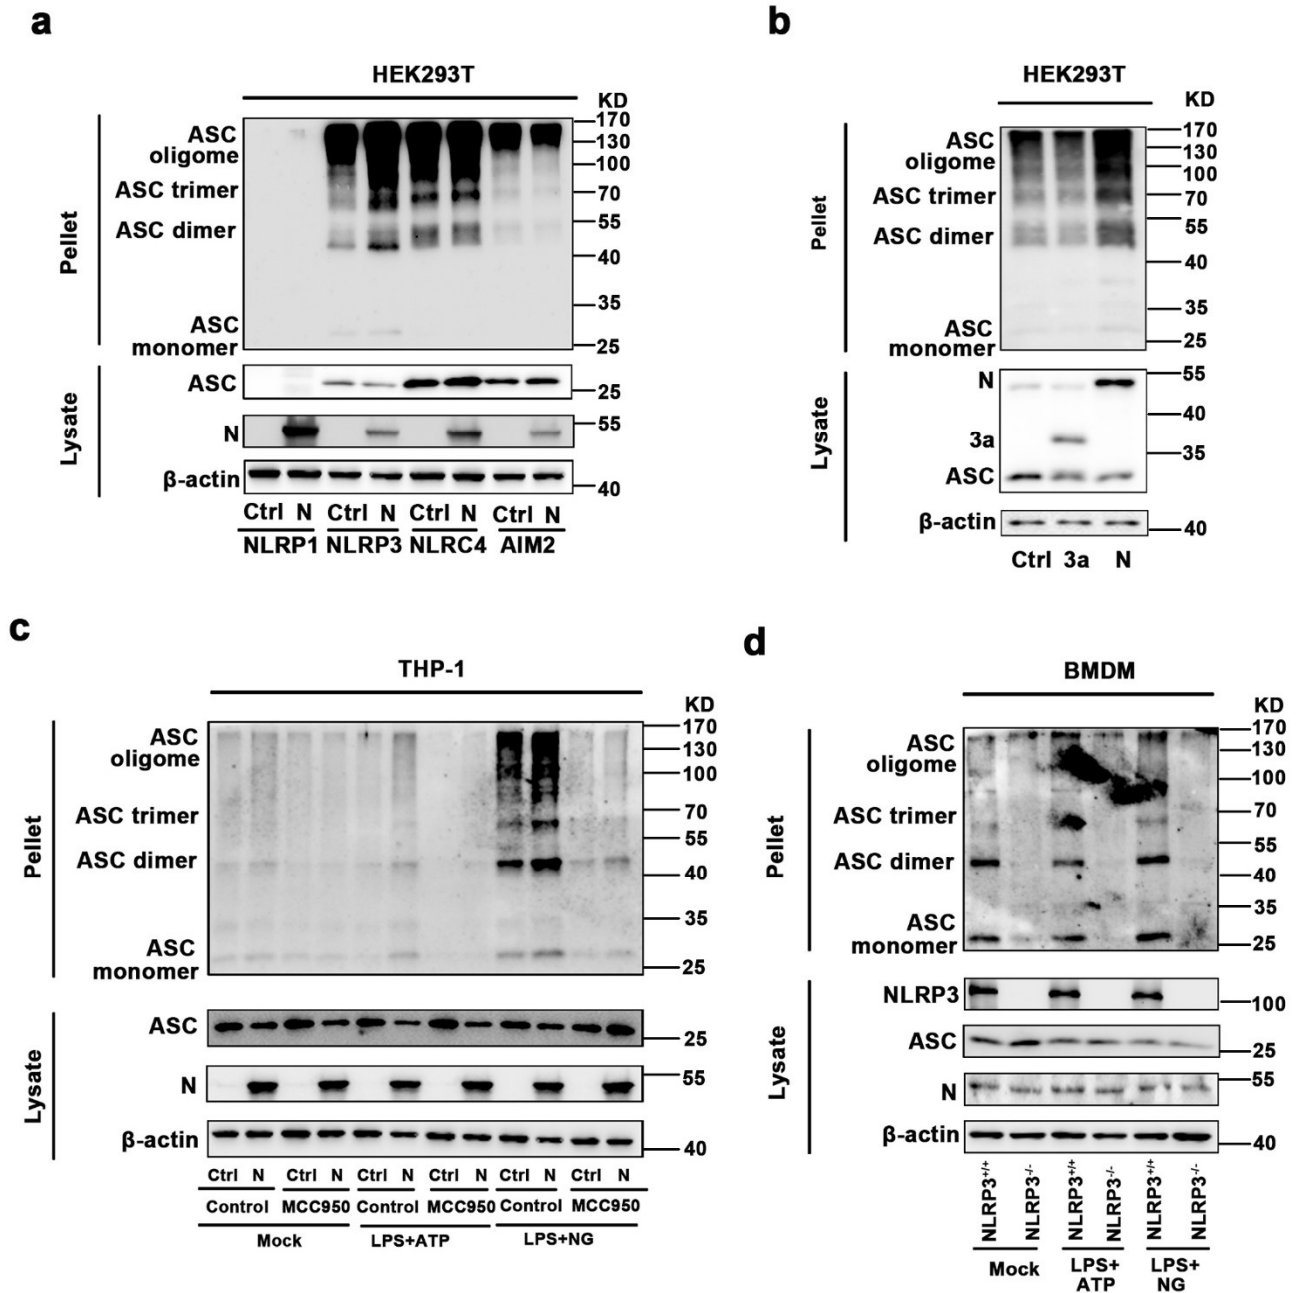 a
HEK293T
KD
Pellet
ASC
oligome
ASC trimer
ASC dimer
ASC
monomer
170
130
100
70
55
40
35
25
Lysate
ASC
25
N
55
β-actin
40
Ctrl N Ctrl N Ctrl N Ctrl N
NLRP1 NLRP3 NLRC4 AIM2
b
HEK293T
KD
Pellet
ASC
oligome
ASC trimer
ASC dimer
ASC
monomer
170
130
100
70
55
40
35
25
Lysate
N
3a
ASC
55
40
35
β-actin
40
Ctrl 3a N
c
THP-1
KD
Pellet
ASC
oligome
ASC trimer
ASC dimer
ASC
monomer
170
130
100
70
55
40
35
25
Lysate
ASC
25
N
55
β-actin
40
Ctrl N Ctrl N Ctrl N Ctrl N Ctrl N Ctrl N
Control MCC950 Control MCC950 Control MCC950
Mock LPS+ATP LPS+NG
d
BMDM
KD
Pellet
ASC
oligome
ASC trimer
ASC dimer
ASC
monomer
170
130
100
70
55
40
35
25
Lysate
NLRP3
100
ASC
25
N
55
β-actin
40
NLRP3+/+ NLRP3-/- NLRP3+/+ NLRP3-/- NLRP3+/+ NLRP3-/-
Mock
LPS+
ATP
LPS+
NG